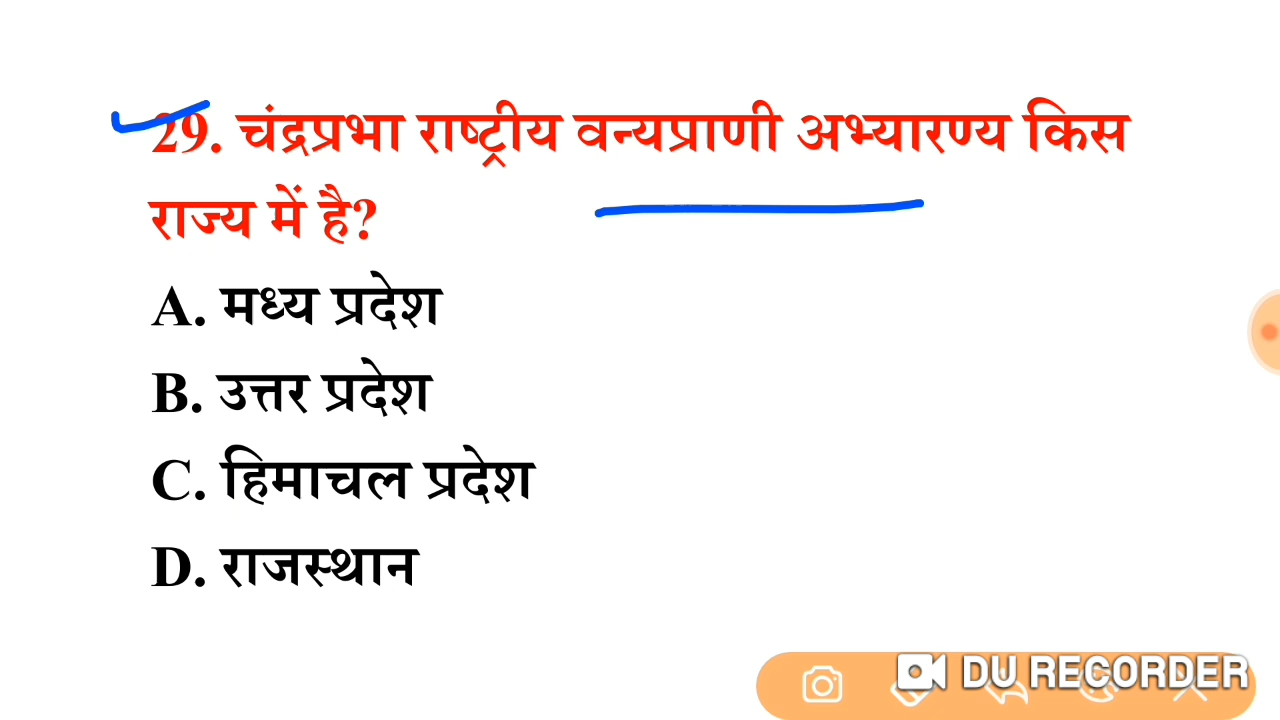 29. चंद्रप्रभा राष्ट्रीय वन्यप्राणी अभ्यारण्य किस
राज्य में है?
A. मध्य प्रदेश
B. उत्तर प्रदेश
C. हिमाचल प्रदेश
D. राजस्थान
DU RECORDER